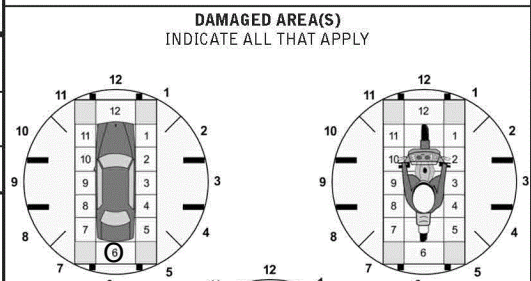 DAMAGED AREA(S)
INDICATE ALL THAT APPLY
12 12
11 1 11 1
12 12
10 11 1 2 10 11 1 2
10 2 2
9 9 3 3 9 9 3 3
8 4 8 4
8 7 5 4 8 7 5 4
6 6
7 5 7 5
12